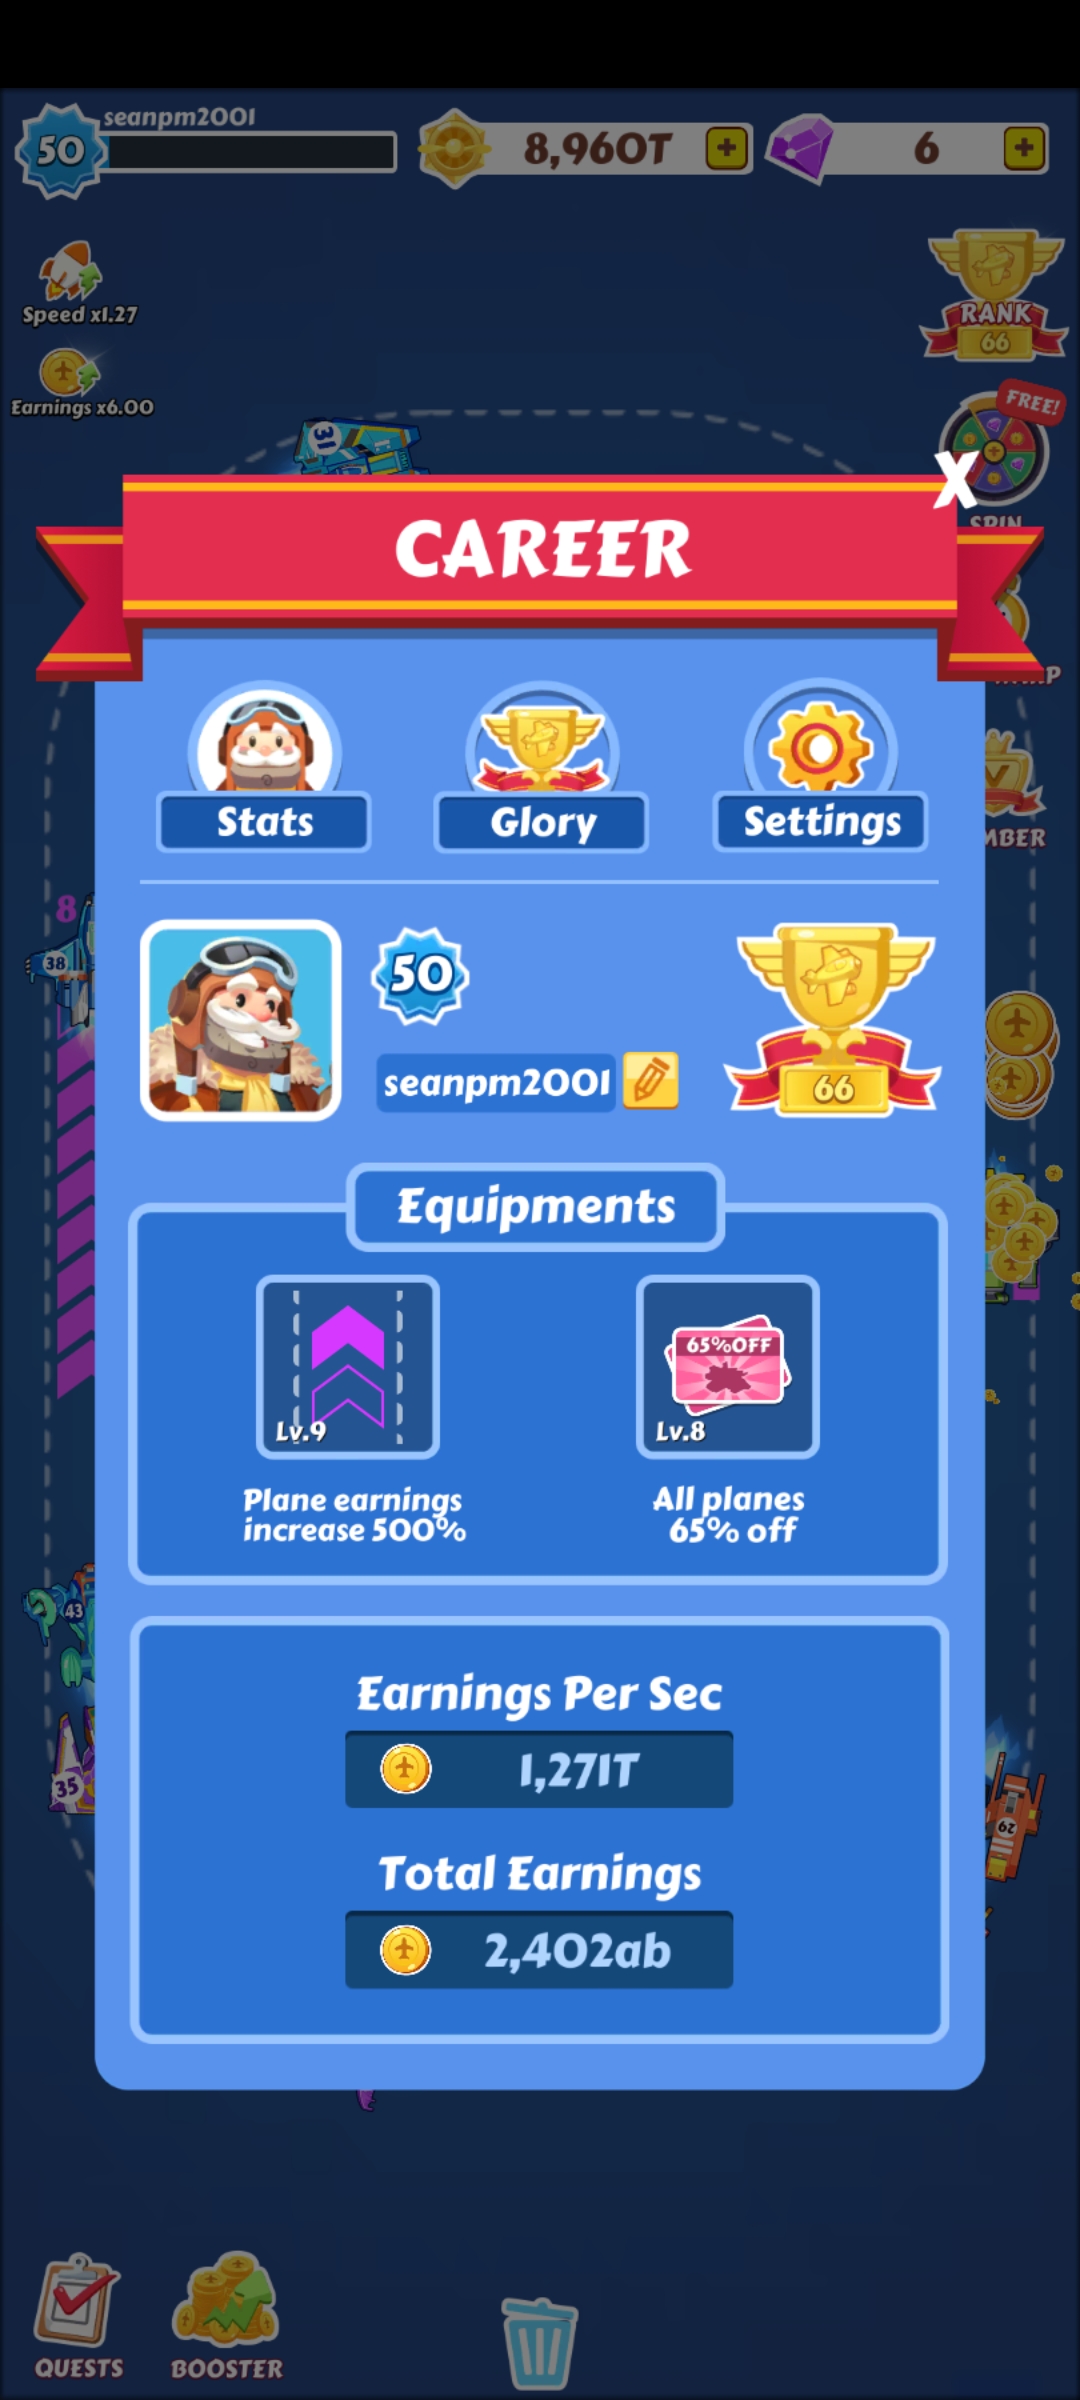 seanpm2001
50
8,960T
+
6
+
Speed x1.27
Earnings x6.00
RANK
66
FREE!
SPIN
31
CAREER
X
Stats
Glory
Settings
MBER
8
38
50
seanpm2001
66
Equipments
65%OFF
Lv.9
Lv.8
Plane earnings
increase 500%
All planes
65% off
43
35
29
Earnings Per Sec
1,271T
Total Earnings
2,402ab
QUESTS
BOOSTER